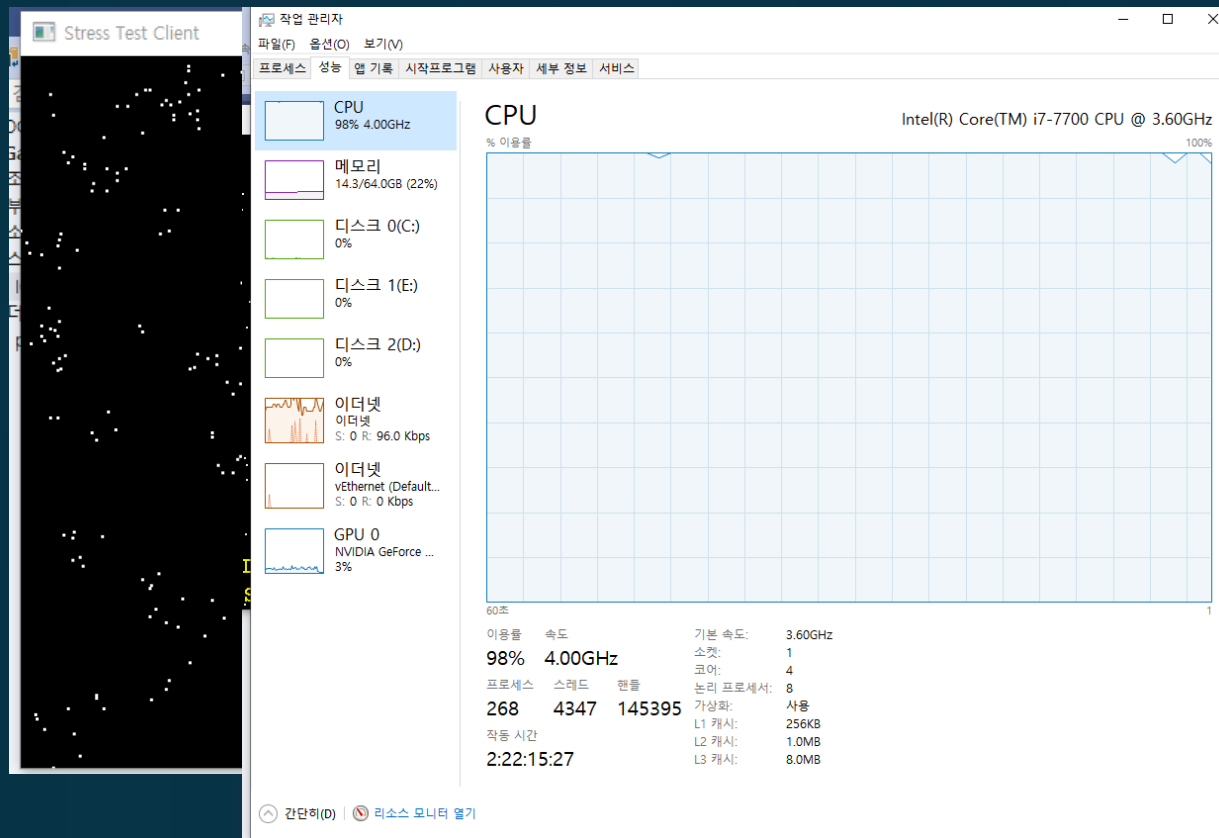 Stress Test Client
작업 관리자
파일(F) 옵션(O) 보기(V)
프로세스 성능 앱 기록 시작프로그램 사용자 세부 정보 서비스
CPU
98% 4.00GHz
메모리
14.3/64.0GB (22%)
디스크 0(C:)
0%
디스크 1(E:)
0%
디스크 2(D:)
0%
이더넷
이더넷
S: 0 R: 96.0 Kbps
이더넷
vEthernet (Default...
S: 0 R: 0 Kbps
GPU 0
NVIDIA GeForce ...
3%
CPU Intel(R) Core(TM) i7-7700 CPU @ 3.60GHz
% 이용률 100%
60초 1
이용률 속도
98% 4.00GHz
프로세스 스레드 핸들
268 4347 145395
작동 시간
2:22:15:27
기본 속도: 3.60GHz
소켓: 1
코어: 4
논리 프로세서: 8
가상화: 사용
L1 캐시: 256KB
L2 캐시: 1.0MB
L3 캐시: 8.0MB
간단히(D) 리소스 모니터 열기